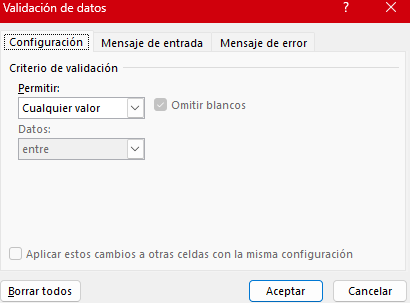 Validación de datos ? ×
Configuración Mensaje de entrada Mensaje de error
Criterio de validación
Permitir:
Cualquier valor Omitir blancos
Datos:
entre
Aplicar estos cambios a otras celdas con la misma configuración
Borrar todos Aceptar Cancelar